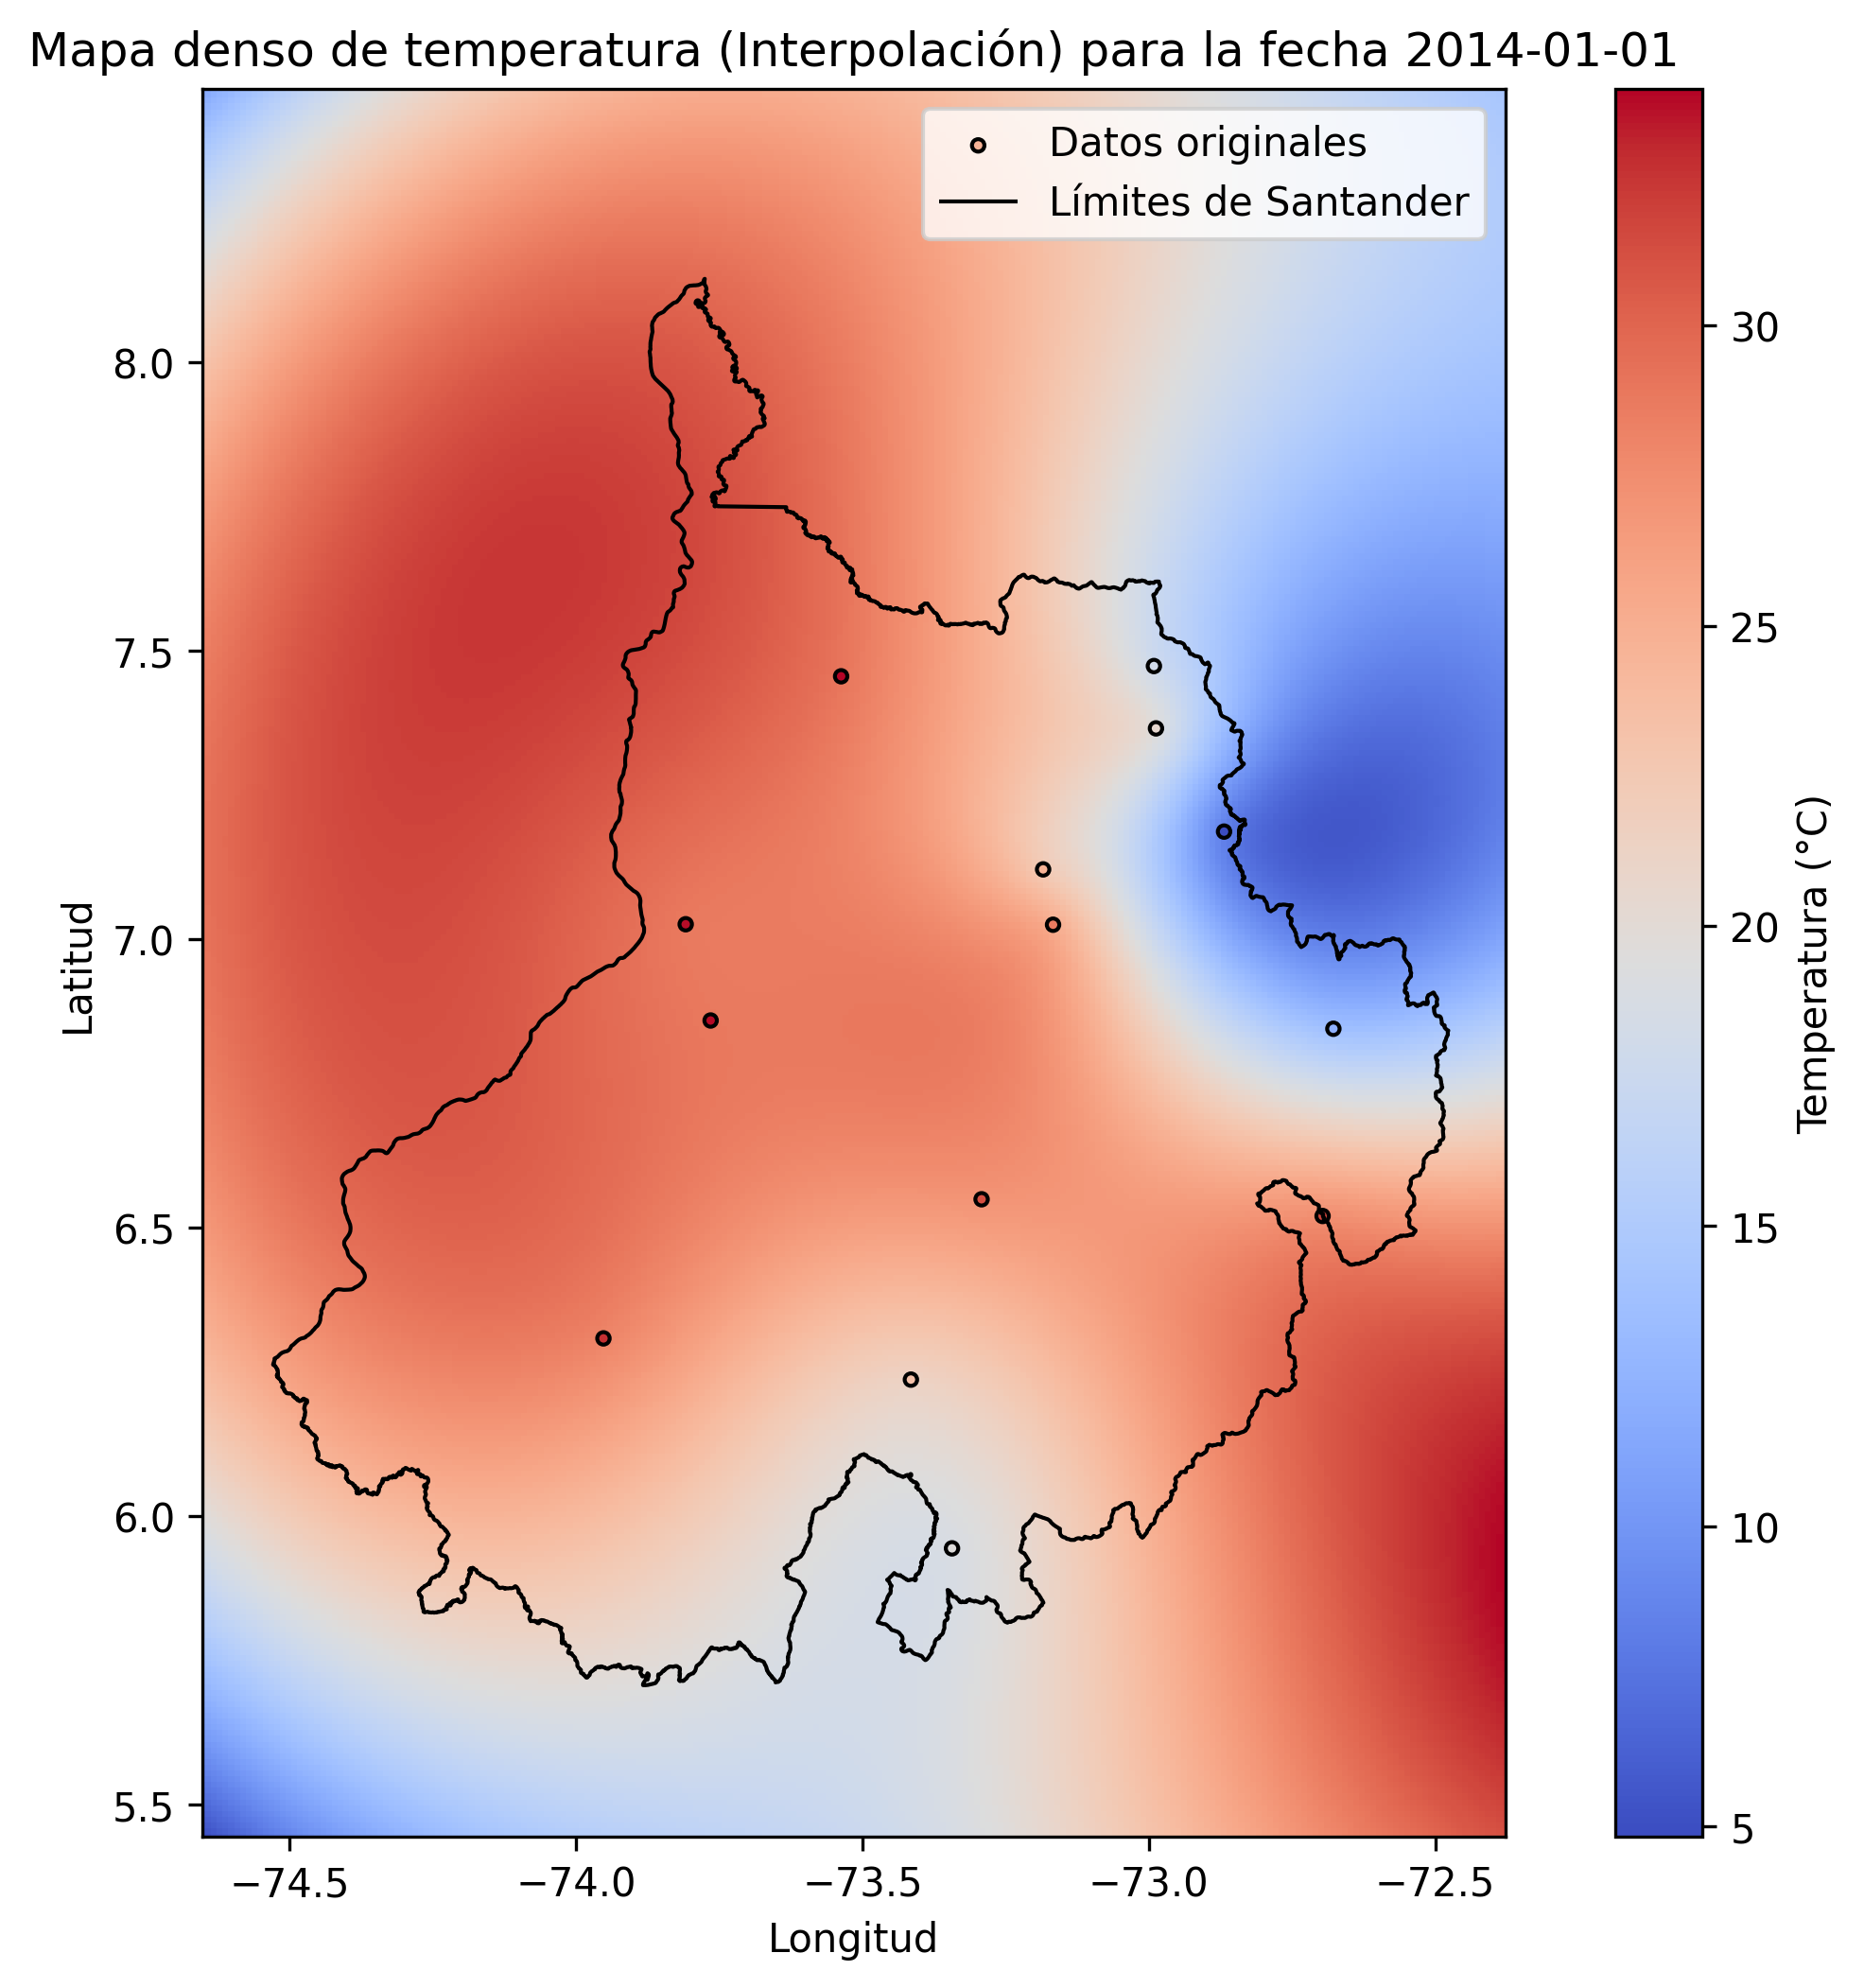 Mapa denso de temperatura (Interpolación) para la fecha 2014-01-01
Datos originales
Límites de Santander
8.0
7.5
7.0
6.5
6.0
5.5
Latitud
−74.5
−74.0
−73.5
−73.0
−72.5
Longitud
30
25
20
15
10
5
Temperatura (°C)